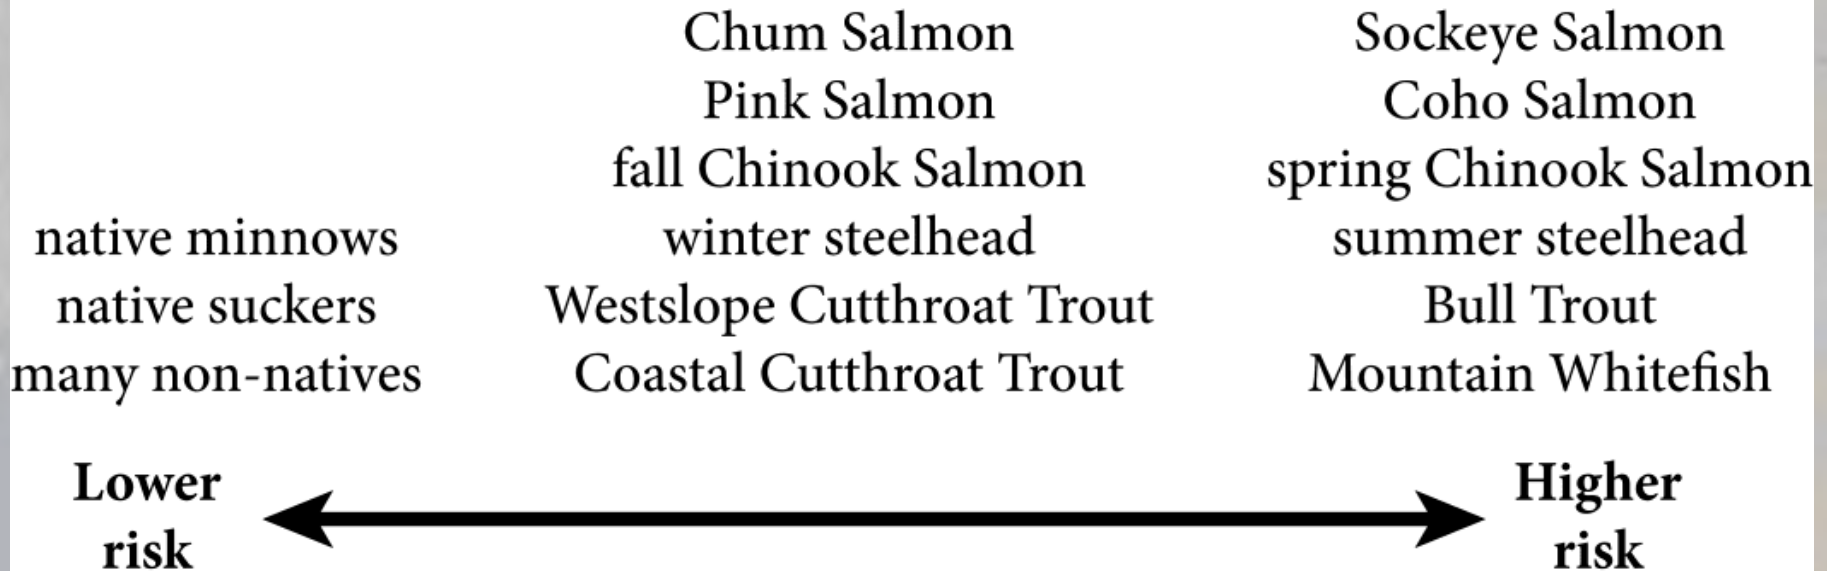 Chum Salmon
Sockeye Salmon
Pink Salmon
Coho Salmon
fall Chinook Salmon
spring Chinook Salmon
native minnows
winter steelhead
summer steelhead
native suckers
Westslope Cutthroat Trout
Bull Trout
many non-natives
Coastal Cutthroat Trout
Mountain Whitefish
Lower
risk
Higher
risk